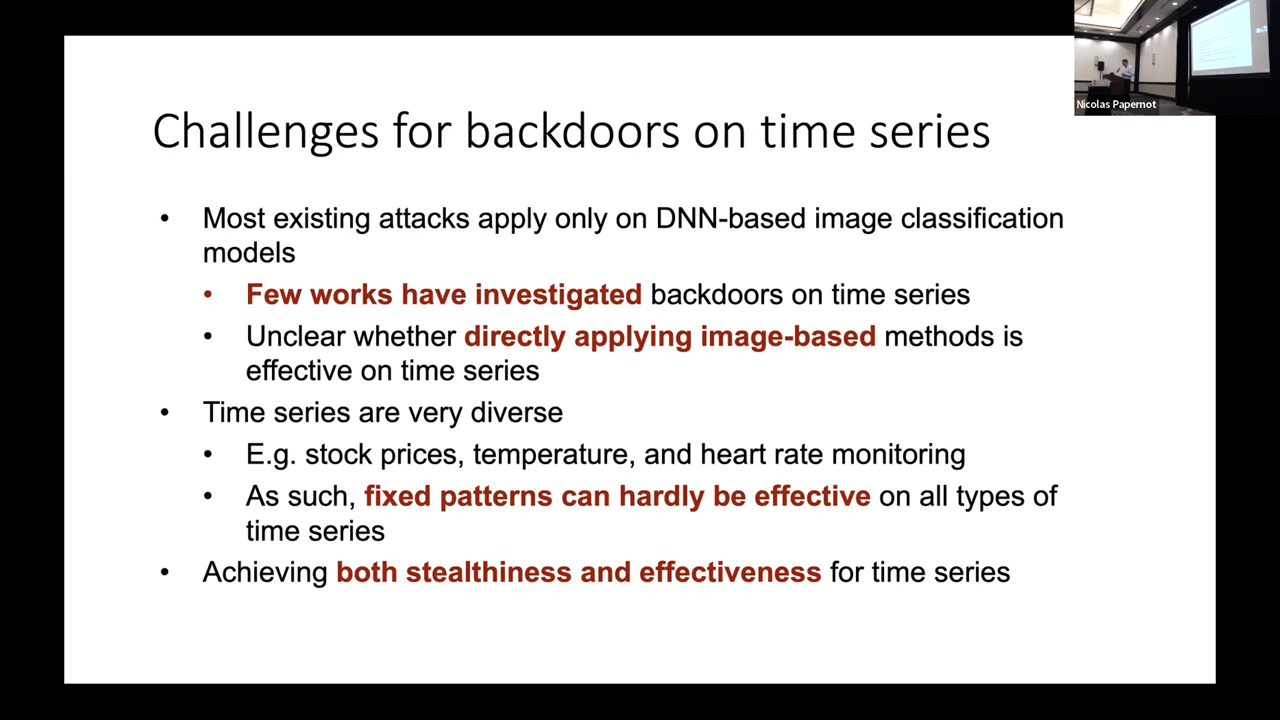 Nicolas Papernot
Challenges for backdoors on time series
• Most existing attacks apply only on DNN-based image classification
models
• Few works have investigated backdoors on time series
• Unclear whether directly applying image-based methods is
effective on time series
• Time series are very diverse
• E.g. stock prices, temperature, and heart rate monitoring
• As such, fixed patterns can hardly be effective on all types of
time series
• Achieving both stealthiness and effectiveness for time series